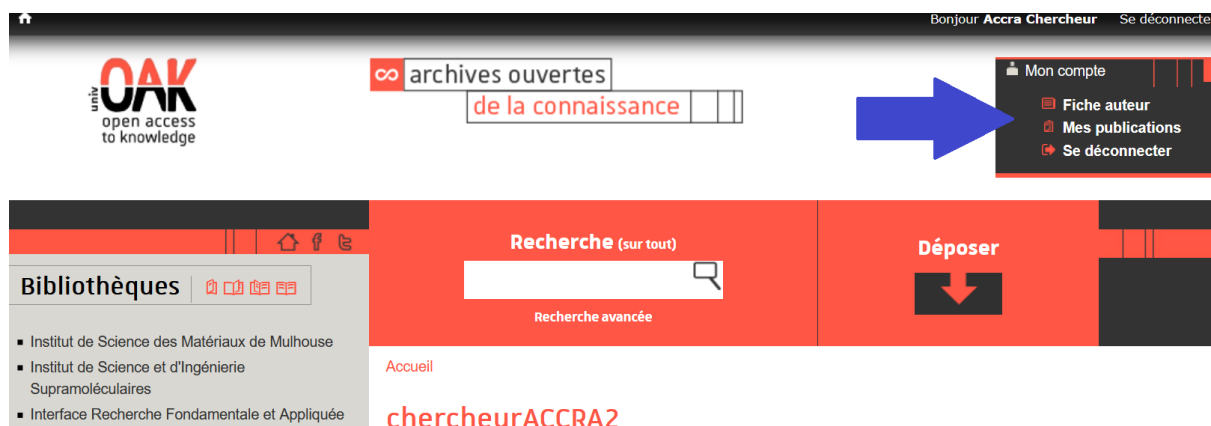 Bonjour Accra Chercheur Se déconnecte
univ OAK
open access
to knowledge
archives ouvertes
de la connaissance
Mon compte
Fiche auteur
Mes publications
Se déconnecter
Bibliothèques
Institut de Science des Matériaux de Mulhouse
Institut de Science et d'Ingénierie
Supramoléculaires
Interface Recherche Fondamentale et Appliquée
Recherche (sur tout)
Recherche avancée
Déposer
Accueil
chercheurACCRA2